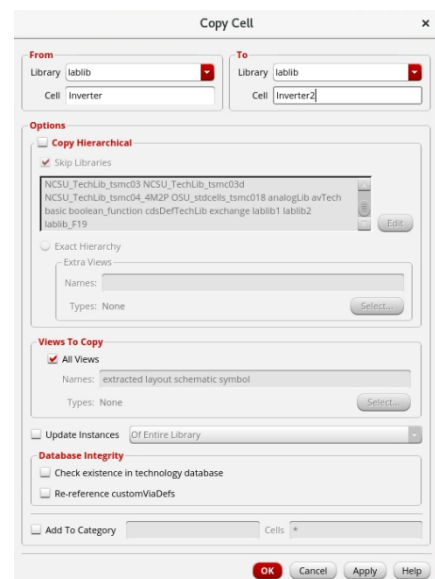 Copy Cell
From
To
Library lablib
Library lablib
Cell Inverter
Cell Inverter2
Options
Copy Hierarchical
Skip Libraries
NCSU_TechLib_tsmc03 NCSU_TechLib_tsmc03d
NCSU_TechLib_tsmc04_4M2P OSU_stdcells_tsmc018 analogLib avTech
basic boolean_function cdsDefTechLib exchange lablib1 lablib2
lablib_F19
Edit
Exact Hierarchy
Extra Views
Names:
Types: None
Select...
Views To Copy
All Views
Names: extracted layout schematic symbol
Types: None
Select...
Update Instances Of Entire Library
Database Integrity
Check existence in technology database
Re-reference customViaDefs
Add To Category
Cells *
OK Cancel Apply Help